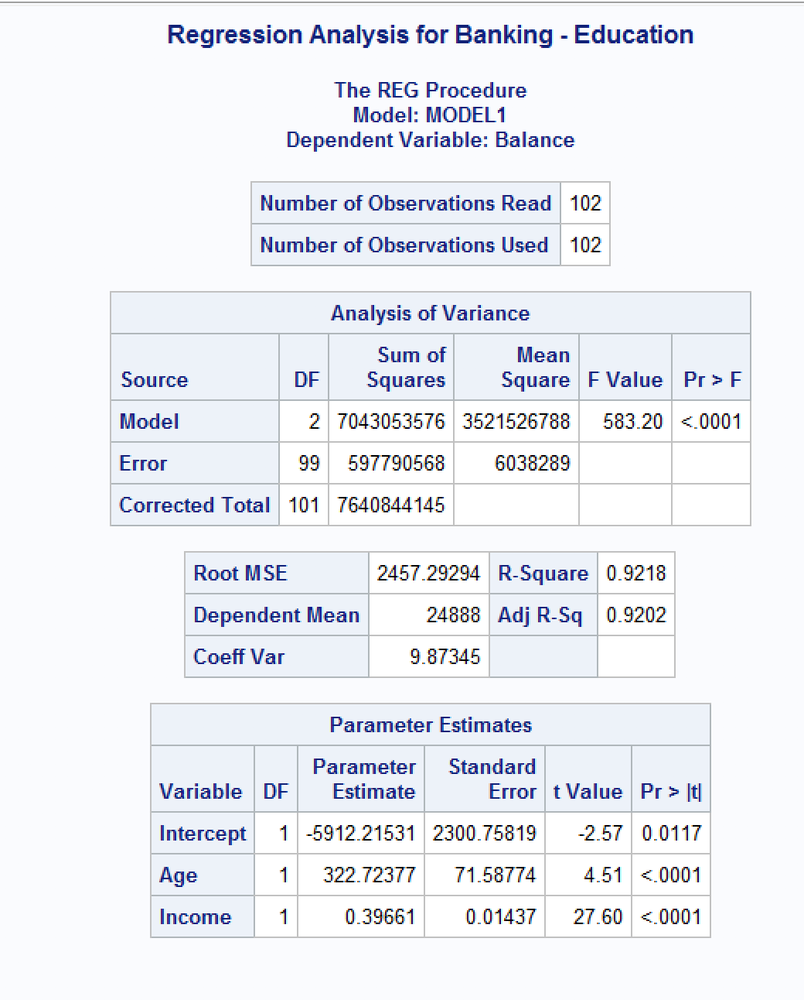 Regression Analysis for Banking - Education
The REG Procedure
Model: MODEL1
Dependent Variable: Balance
Number of Observations Read 102
Number of Observations Used 102
Analysis of Variance
Source DF Sum of Squares Mean Square F Value Pr > F
Model 2 7043053576 3521526788 583.20 <.0001
Error 99 597790568 6038289
Corrected Total 101 7640844145
Root MSE 2457.29294 R-Square 0.9218
Dependent Mean 24888 Adj R-Sq 0.9202
Coeff Var 9.87345
Parameter Estimates
Variable DF Parameter Estimate Standard Error t Value Pr > |t|
Intercept 1 -5912.21531 2300.75819 -2.57 0.0117
Age 1 322.72377 71.58774 4.51 <.0001
Income 1 0.39661 0.01437 27.60 <.0001